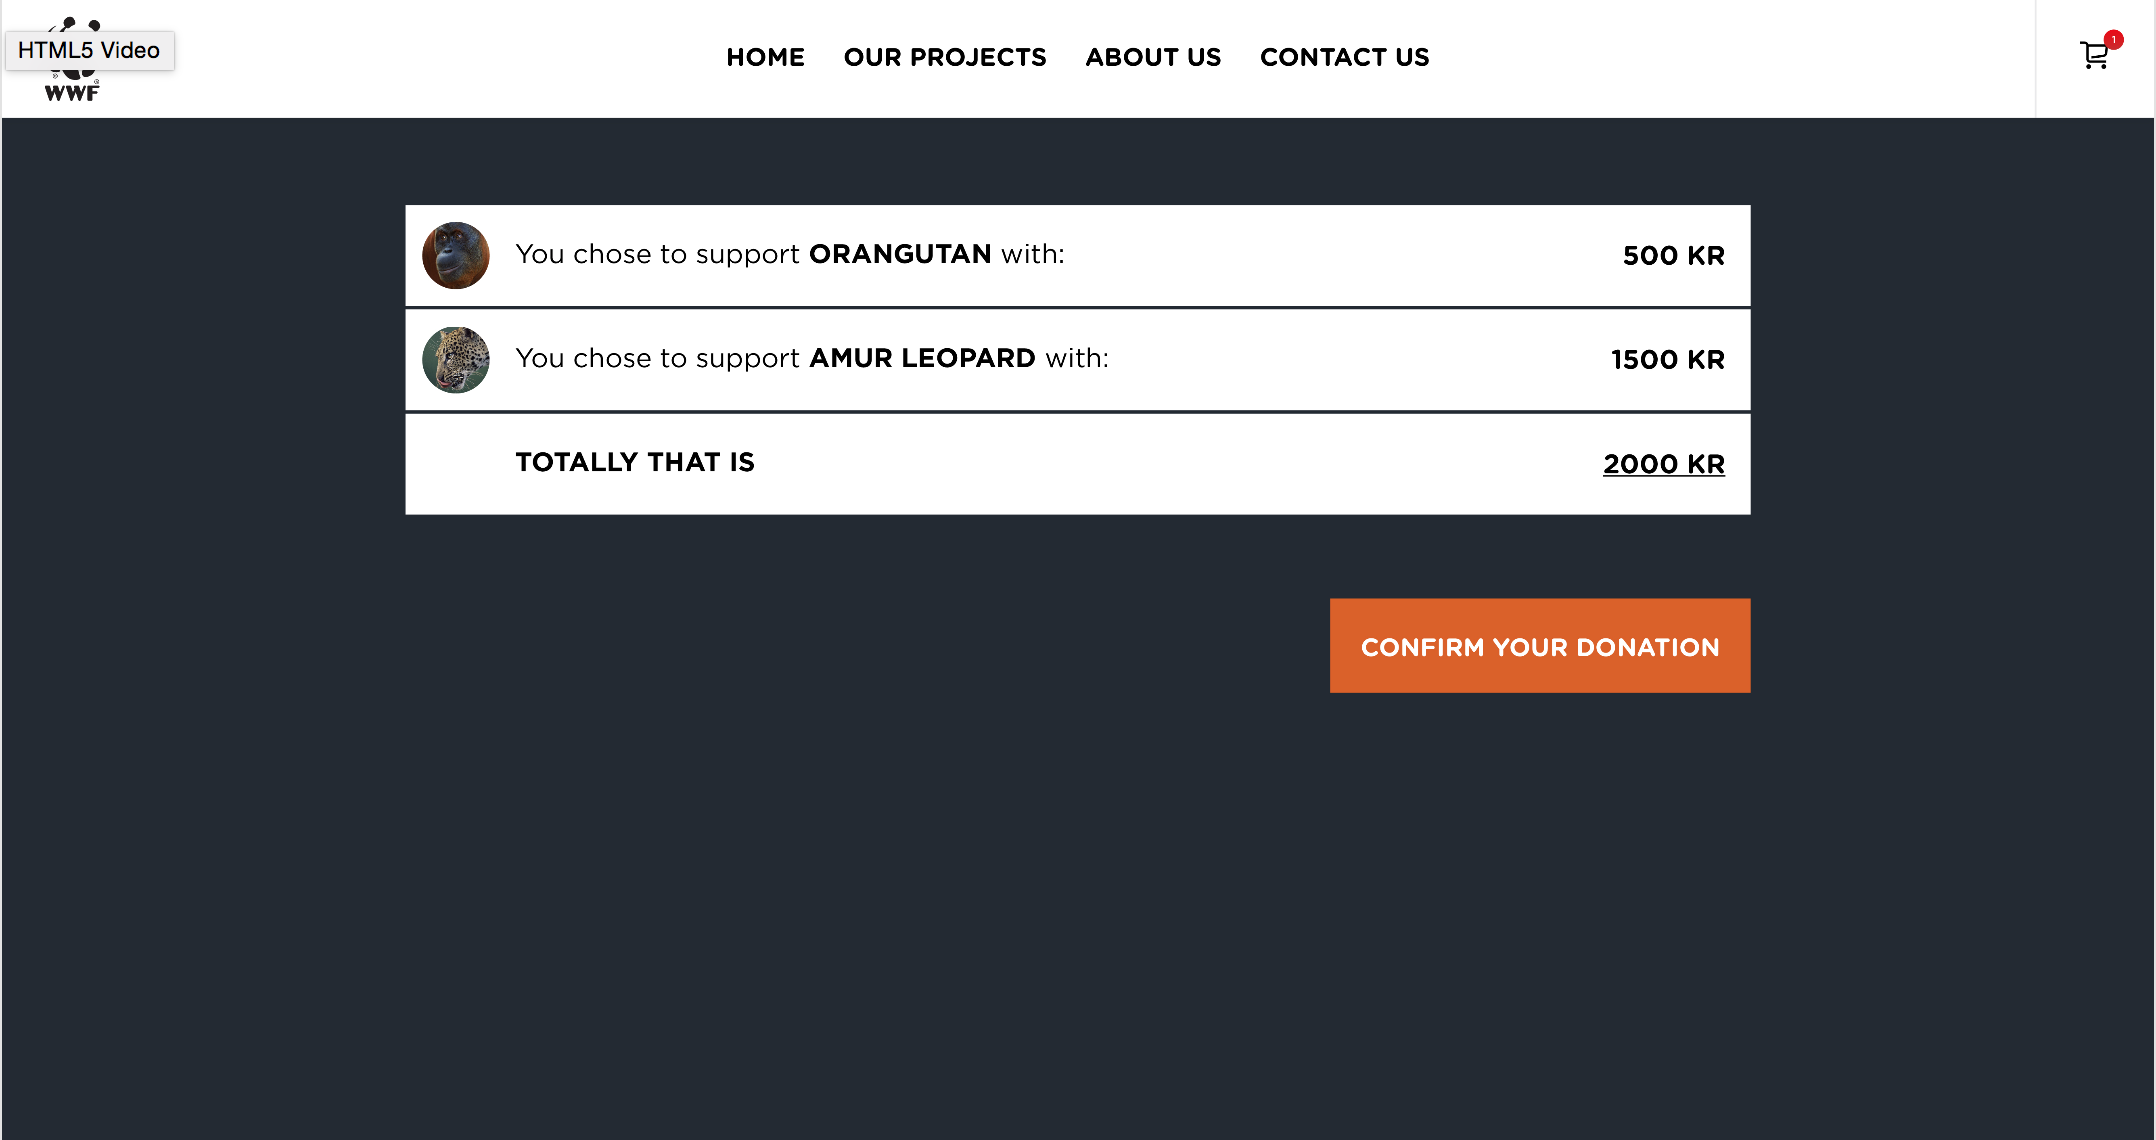 HTML5 Video
WWF
HOME OUR PROJECTS ABOUT US CONTACT US
1
You chose to support ORANGUTAN with: 500 KR
You chose to support AMUR LEOPARD with: 1500 KR
TOTALLY THAT IS 2000 KR
CONFIRM YOUR DONATION